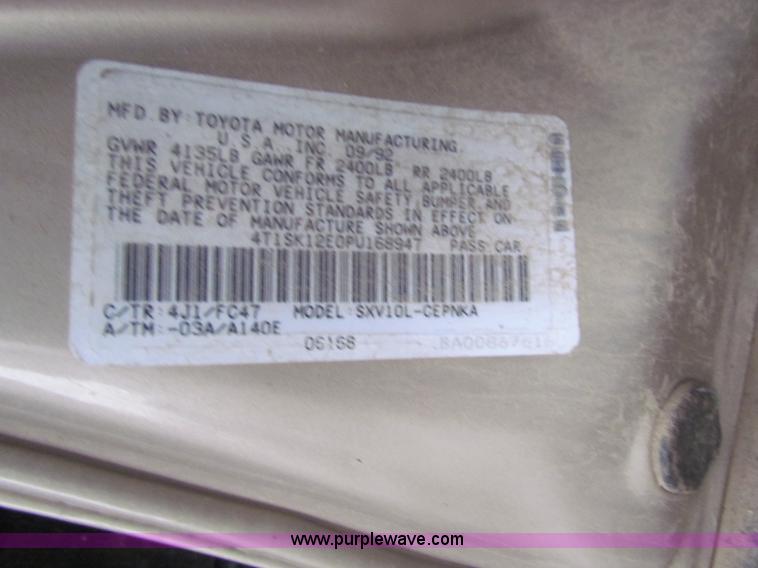 MFD. BY: TOYOTA MOTOR MANUFACTURING,
U.S.A., INC. 09/92
GVWR 4135LB GAWR FR 2400LB RR 2400LB
THIS VEHICLE CONFORMS TO ALL APPLICABLE
FEDERAL MOTOR VEHICLE SAFETY, BUMPER, AND
THEFT PREVENTION STANDARDS IN EFFECT ON
THE DATE OF MANUFACTURE SHOWN ABOVE.
4T1SK12E0PU168947 PASS CAR
C/TR: 4J1/FC47 MODEL: SXV10L-CEPNKA
A/TM: -03A/A140E
06168
www.purplewave.com